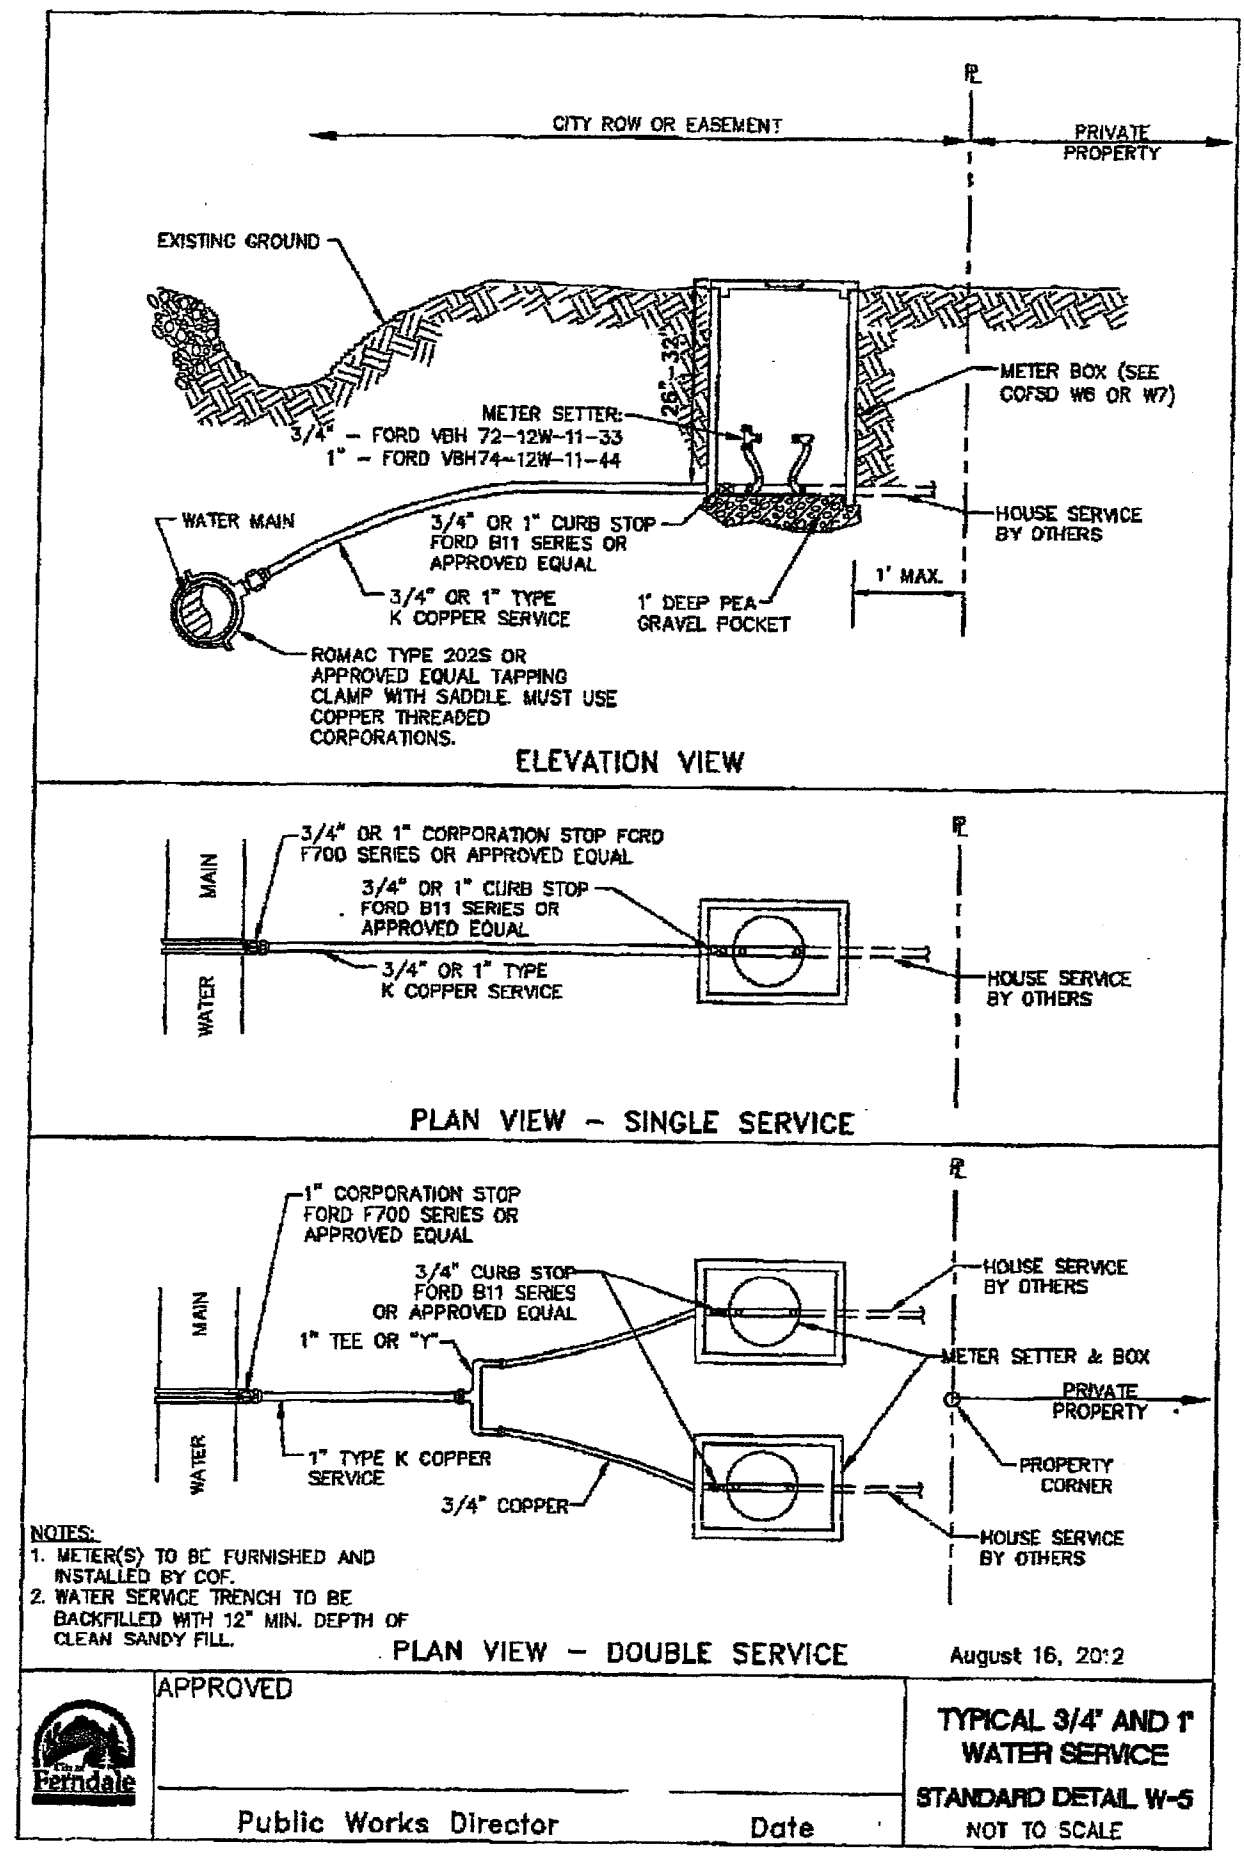 PL
CITY ROW OR EASEMENT
PRIVATE
PROPERTY
EXISTING GROUND
26"-32"
METER BOX (SEE
COFSD W6 OR W7)
METER SETTER:
3/4" - FORD VBH 72-12W-11-33
1" - FORD VBH74-12W-11-44
WATER MAIN
3/4" OR 1" CURB STOP
FORD B11 SERIES OR
APPROVED EQUAL
HOUSE SERVICE
BY OTHERS
1' MAX.
3/4" OR 1" TYPE
K COPPER SERVICE
1' DEEP PEA
GRAVEL POCKET
ROMAC TYPE 202S OR
APPROVED EQUAL TAPPING
CLAMP WITH SADDLE. MUST USE
COPPER THREADED
CORPORATIONS.
ELEVATION VIEW
PL
3/4" OR 1" CORPORATION STOP FORD
F700 SERIES OR APPROVED EQUAL
3/4" OR 1" CURB STOP
FORD B11 SERIES OR
APPROVED EQUAL
WATER MAIN
3/4" OR 1" TYPE
K COPPER SERVICE
HOUSE SERVICE
BY OTHERS
PLAN VIEW - SINGLE SERVICE
PL
1" CORPORATION STOP
FORD F700 SERIES OR
APPROVED EQUAL
3/4" CURB STOP
FORD B11 SERIES
OR APPROVED EQUAL
HOUSE SERVICE
BY OTHERS
WATER MAIN
1" TEE OR "Y"
METER SETTER & BOX
PRIVATE
PROPERTY
1" TYPE K COPPER
SERVICE
3/4" COPPER
PROPERTY
CORNER
HOUSE SERVICE
BY OTHERS
NOTES:
1. METER(S) TO BE FURNISHED AND
INSTALLED BY COF.
2. WATER SERVICE TRENCH TO BE
BACKFILLED WITH 12" MIN. DEPTH OF
CLEAN SANDY FILL.
PLAN VIEW - DOUBLE SERVICE
August 16, 2012
City of
Ferndale
APPROVED
Public Works Director
Date
TYPICAL 3/4" AND 1"
WATER SERVICE
STANDARD DETAIL W-5
NOT TO SCALE